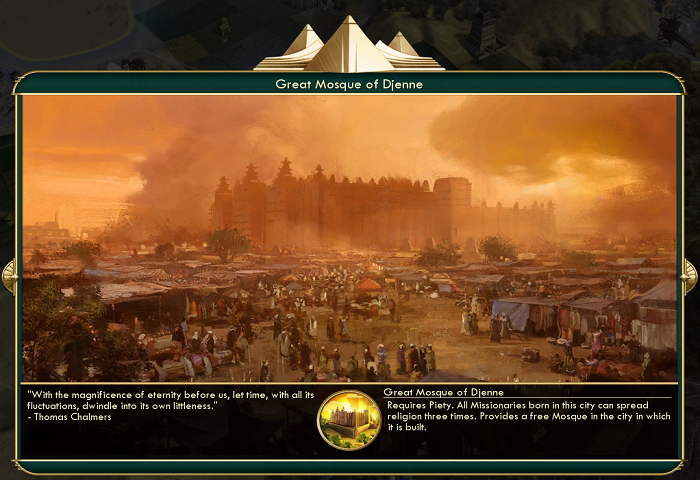 Great Mosque of Djenne
"With the magnificence of eternity before us, let time, with all its
fluctuations, dwindle into its own littleness."
- Thomas Chalmers
Great Mosque of Djenne
Requires Piety. All Missionaries born in this city can spread
religion three times. Provides a free Mosque in the city in which
it is built.